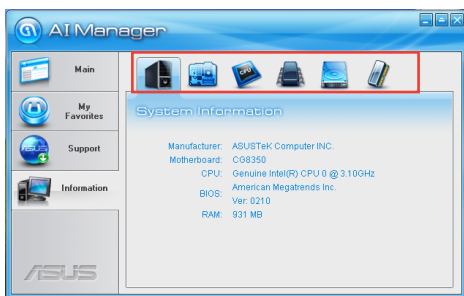 AI Manager
Main
My
Favorites
Support
Information
CPU
System Information
Manufacturer: ASUSTeK Computer INC.
Motherboard: CG8350
CPU: Genuine Intel(R) CPU 0 @ 3.10GHz
BIOS: American Megatrends Inc.
Ver: 0210
RAM: 931 MB
ASUS